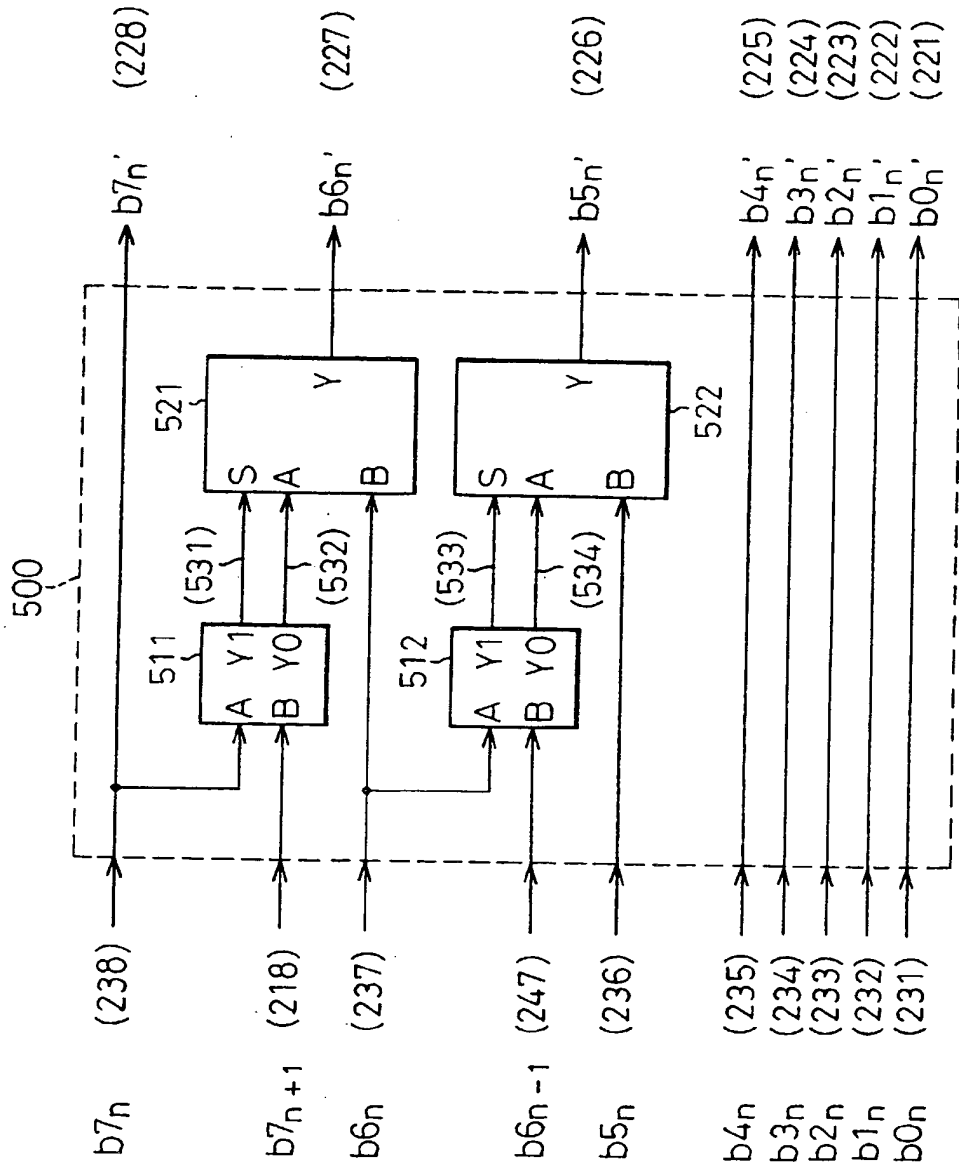 500
b7n (238) b7n' (228)
511 A Y1 (531) S 521
b7n+1 (218) B Y0 (532) A Y b6n' (227)
b6n (237) B
512 A Y1 (533) S
b6n-1 (247) B Y0 (534) A Y b5n' (226)
b5n (236) B 522
b4n (235) b4n' (225)
b3n (234) b3n' (224)
b2n (233) b2n' (223)
b1n (232) b1n' (222)
b0n (231) b0n' (221)